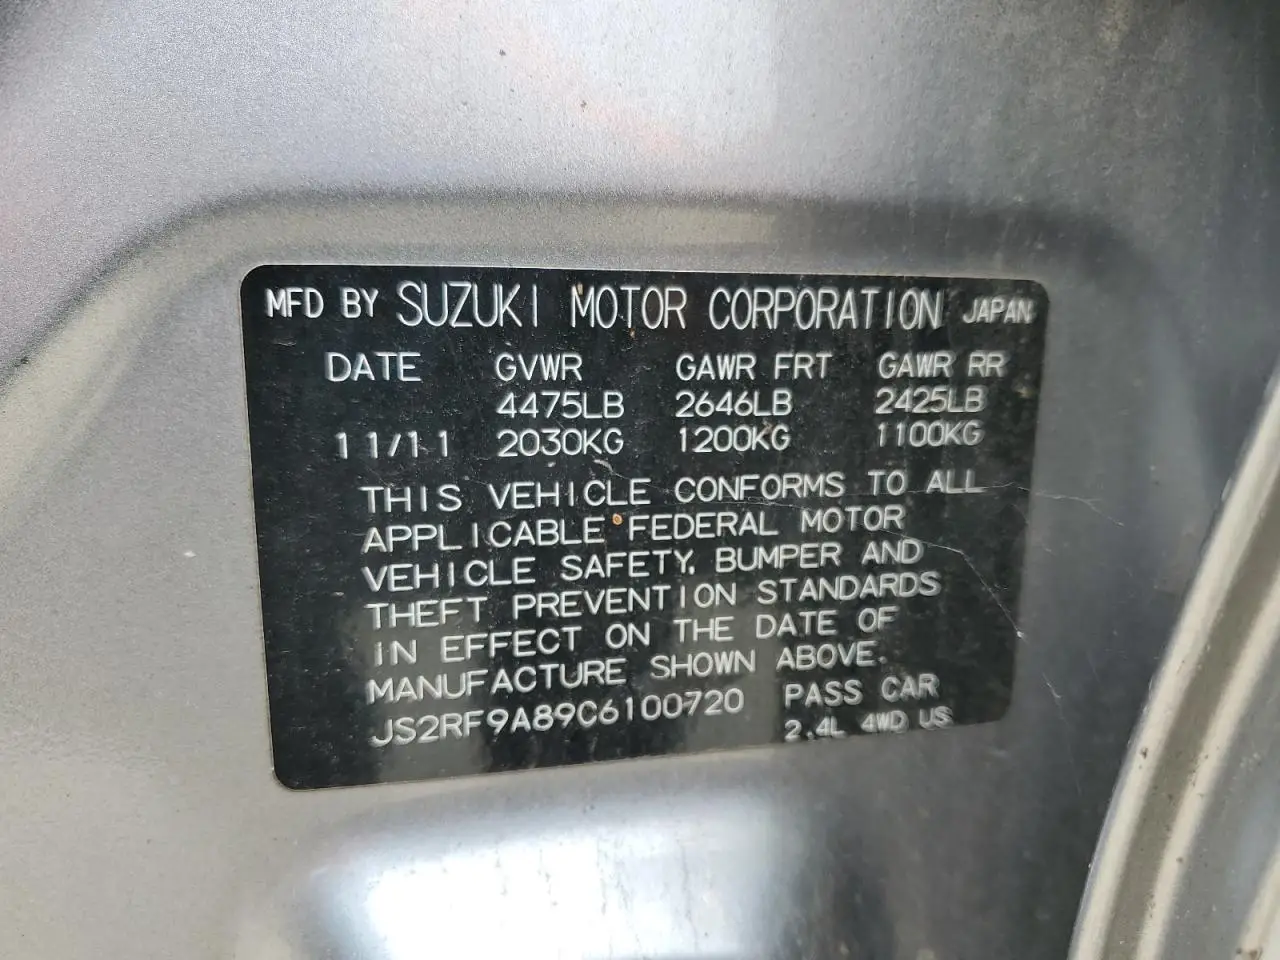 MFD BY SUZUKI MOTOR CORPORATION JAPAN
DATE GVWR GAWR FRT GAWR RR
4475LB 2646LB 2425LB
11/11 2030KG 1200KG 1100KG
THIS VEHICLE CONFORMS TO ALL
APPLICABLE FEDERAL MOTOR
VEHICLE SAFETY, BUMPER AND
THEFT PREVENTION STANDARDS
IN EFFECT ON THE DATE OF
MANUFACTURE SHOWN ABOVE.
JS2RF9A89C6100720 PASS CAR
2.4L 4WD US